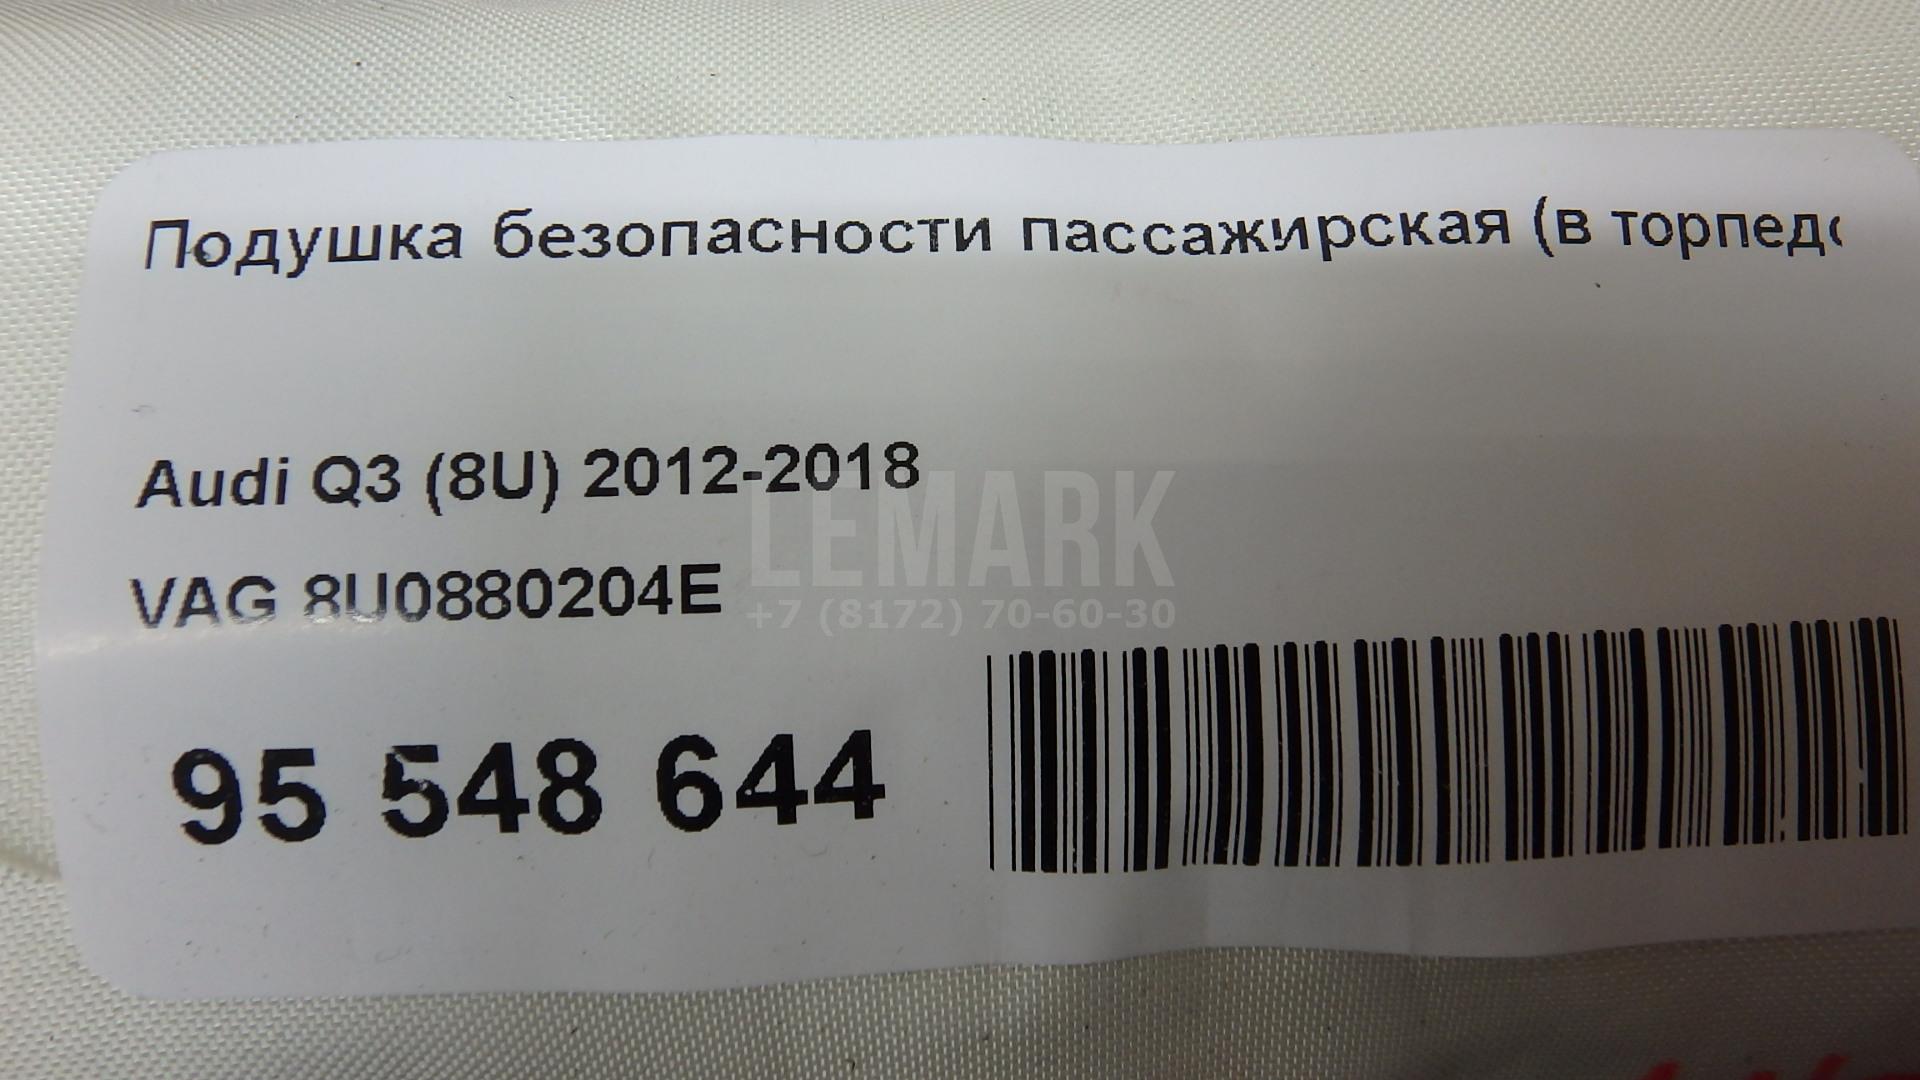 Подушка безопасности пассажирская (в торпедо
Audi Q3 (8U) 2012-2018
LEMARK
VAG 8U0880204E
+7 (8172) 70-60-30
95 548 644